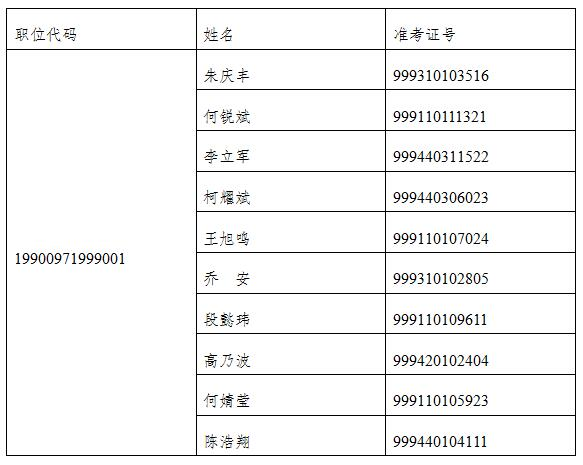 职位代码 姓名 准考证号
朱庆丰 999310103516
何锐斌 999110111321
李立军 999440311522
柯耀斌 999440306023
王旭鸣 999110107024
19900971999001
乔　安 999310102805
段懿玮 999110109611
高乃波 999420102404
何婧莹 999110105923
陈浩翔 999440104111